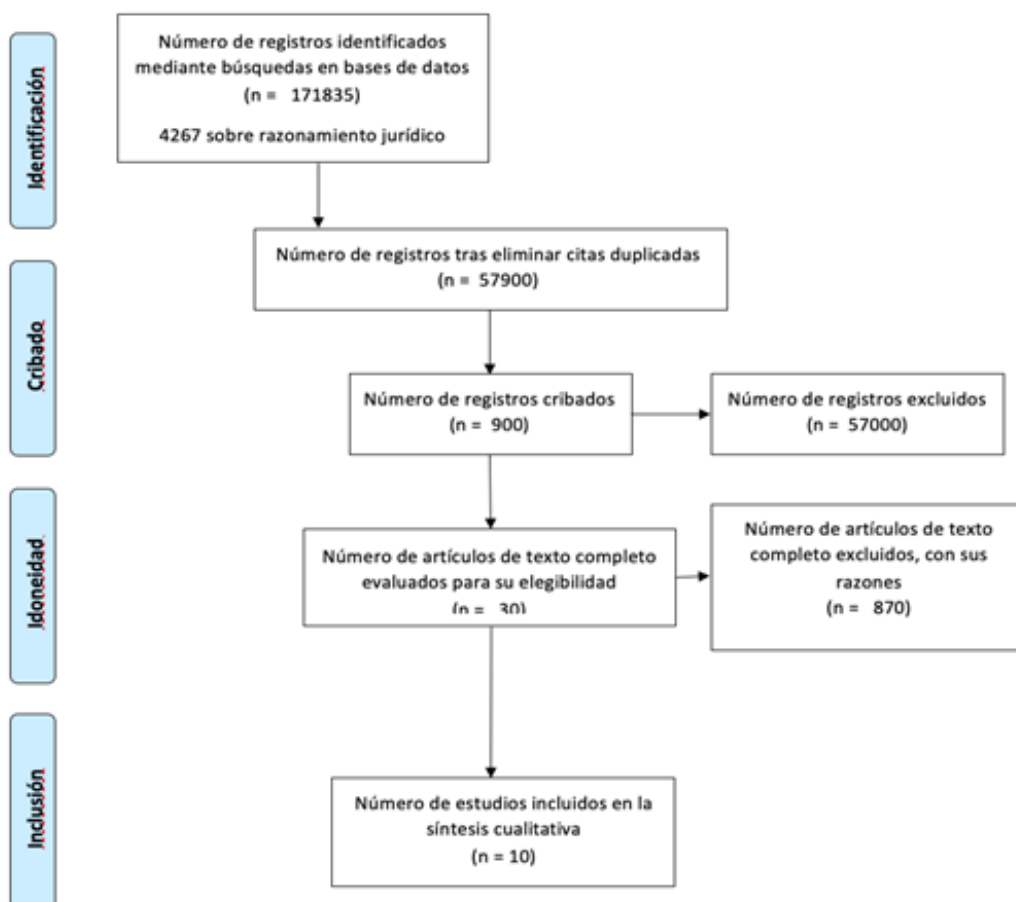 Identificación
Número de registros identificados
mediante búsquedas en bases de datos
(n = 171835)
4267 sobre razonamiento jurídico
Número de registros tras eliminar citas duplicadas
(n = 57900)
Cribado
Número de registros cribados
(n = 900)
Número de registros excluidos
(n = 57000)
Idoneidad
Número de artículos de texto completo
evaluados para su elegibilidad
(n = 30)
Número de artículos de texto
completo excluidos, con sus
razones
(n = 870)
Inclusión
Número de estudios incluidos en la
síntesis cualitativa
(n = 10)